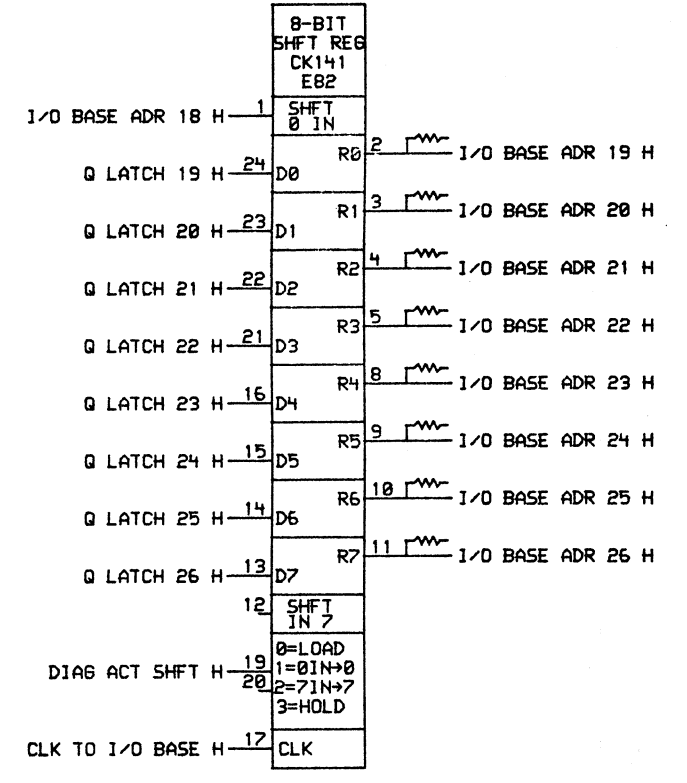 8-BIT
SHFT REG
CK141
E82
I/O BASE ADR 18 H 1 SHFT
0 IN
R0 2 I/O BASE ADR 19 H
Q LATCH 19 H 24 D0
R1 3 I/O BASE ADR 20 H
Q LATCH 20 H 23 D1
R2 4 I/O BASE ADR 21 H
Q LATCH 21 H 22 D2
R3 5 I/O BASE ADR 22 H
Q LATCH 22 H 21 D3
R4 8 I/O BASE ADR 23 H
Q LATCH 23 H 16 D4
R5 9 I/O BASE ADR 24 H
Q LATCH 24 H 15 D5
R6 10 I/O BASE ADR 25 H
Q LATCH 25 H 14 D6
R7 11 I/O BASE ADR 26 H
Q LATCH 26 H 13 D7
12 SHFT
IN 7
0=LOAD
DIAG ACT SHFT H 19 1=0IN→0
20 2=7IN→7
3=HOLD
CLK TO I/O BASE H 17 CLK